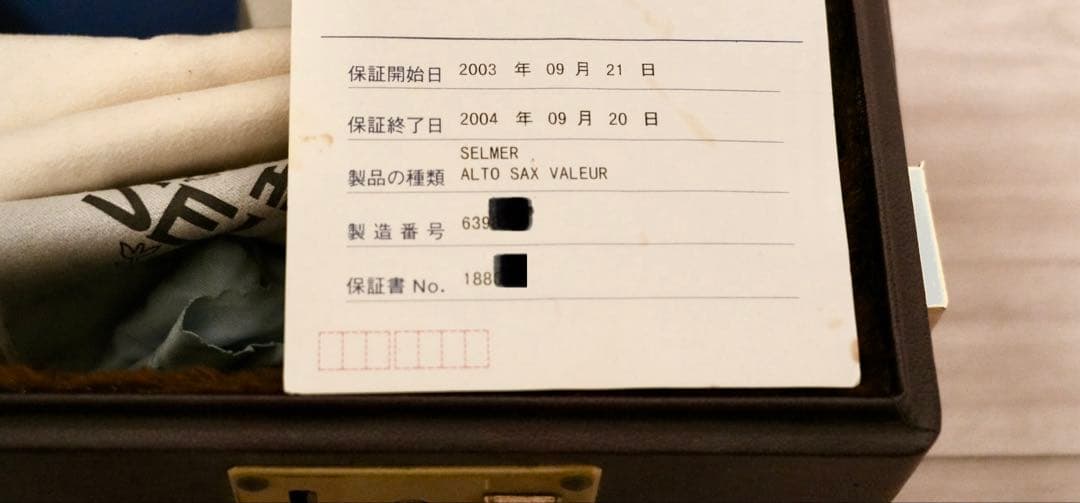 保証開始日 2003 年 09 月 21 日
保証終了日 2004 年 09 月 20 日
製品の種類 SELMER
ALTO SAX VALEUR
製造番号 639
保証書 No. 188